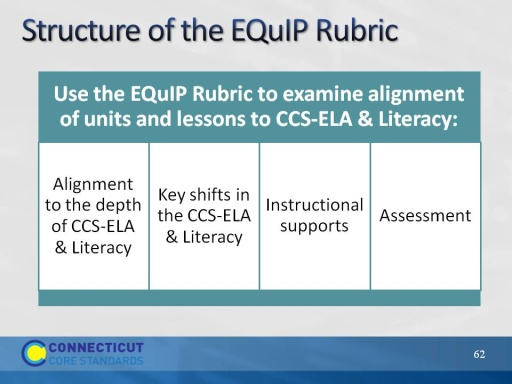 Structure of the EQuIP Rubric
Use the EQuIP Rubric to examine alignment
of units and lessons to CCS-ELA & Literacy:
Alignment
to the depth
of CCS-ELA
& Literacy
Key shifts in
the CCS-ELA
& Literacy
Instructional
supports
Assessment
CONNECTICUT
CORE STANDARDS
62